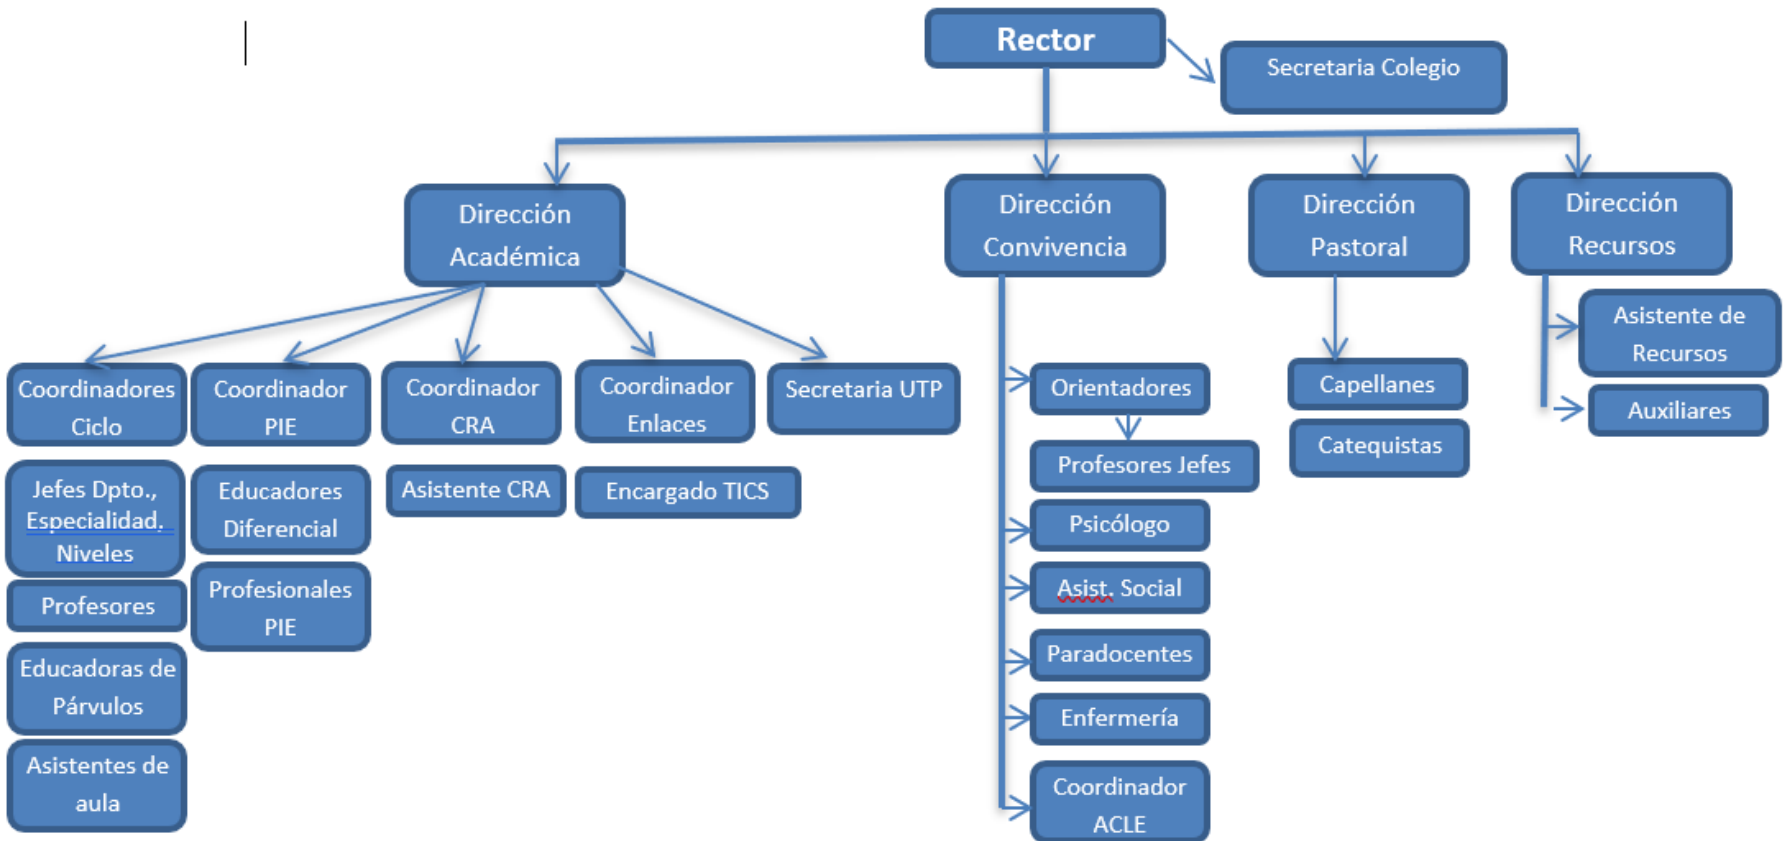 Rector
Secretaria Colegio
Dirección
Académica
Dirección
Convivencia
Dirección
Pastoral
Dirección
Recursos
Coordinadores
Ciclo
Jefes Dpto.,
Especialidad,
Niveles
Profesores
Educadoras de
Párvulos
Asistentes de
aula
Coordinador
PIE
Educadores
Diferencial
Profesionales
PIE
Coordinador
CRA
Asistente CRA
Coordinador
Enlaces
Encargado TICS
Secretaria UTP
Orientadores
Profesores Jefes
Psicólogo
Asist. Social
Paradocentes
Enfermería
Coordinador
ACLE
Capellanes
Catequistas
Asistente de
Recursos
Auxiliares